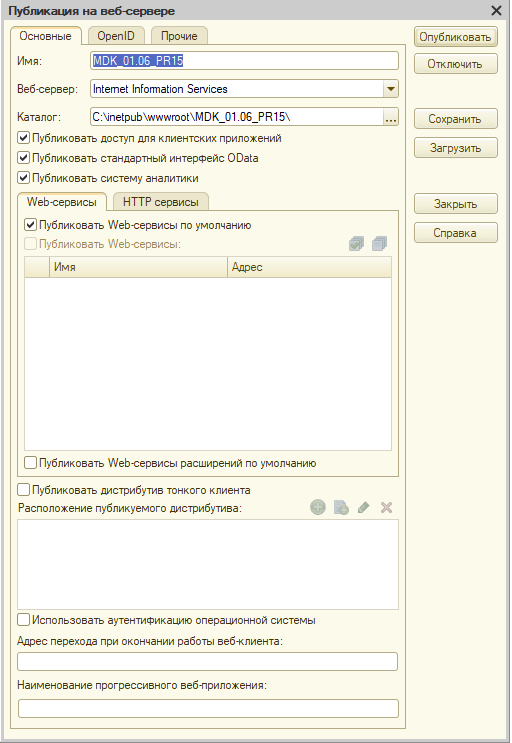 Публикация на веб-сервере
Основные OpenID Прочие
Опубликовать
Имя: MDK_01.06_PR15
Отключить
Веб-сервер: Internet Information Services
Каталог: C:\inetpub\wwwroot\MDK_01.06_PR15\ ...
Сохранить
Публиковать доступ для клиентских приложений
Публиковать стандартный интерфейс OData
Загрузить
Публиковать систему аналитики
Web-сервисы HTTP сервисы
Закрыть
Публиковать Web-сервисы по умолчанию
Справка
Публиковать Web-сервисы:
Имя Адрес
Публиковать Web-сервисы расширений по умолчанию
Публиковать дистрибутив тонкого клиента
Расположение публикуемого дистрибутива:
Использовать аутентификацию операционной системы
Адрес перехода при окончании работы веб-клиента:
Наименование прогрессивного веб-приложения: